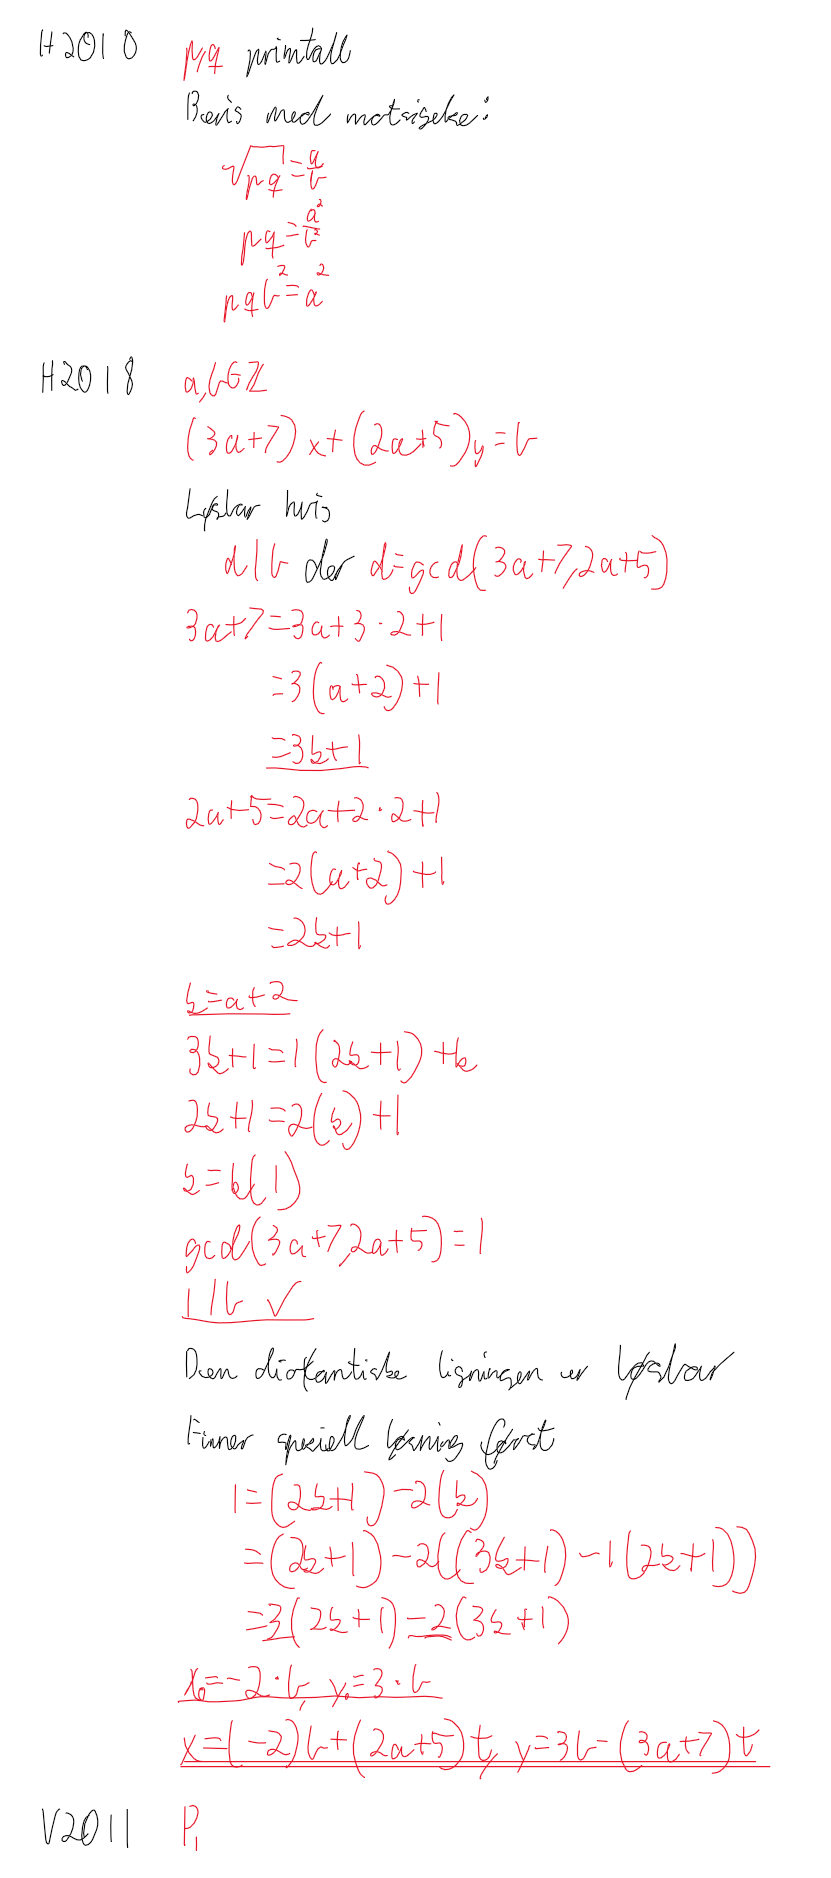 H2010 p,q primtall
Bevis med motsigelse:
√pq = a/b
pq = a²/b²
pqb² = a²
H2018 a,b∈ℤ
(3a+7)x+(2a+5)y=b
Løsbar hvis
d|b der d=gcd(3a+7,2a+5)
3a+7=3a+3·2+1
=3(a+2)+1
=3k+1
2a+5=2a+2·2+1
=2(a+2)+1
=2k+1
k=a+2
3k+1=1(2k+1)+k
2k+1=2(k)+1
k=k(1)
gcd(3a+7,2a+5)=1
1|b ✓
Den diofantiske ligningen er løsbar
Finner spesiell løsning først
1=(2k+1)-2(k)
=(2k+1)-2((3k+1)-1(2k+1))
=3(2k+1)-2(3k+1)
x₀=-2·b, y₀=3·b
x=(-2)b+(2a+5)t, y=3b-(3a+7)t
V2011 P₁